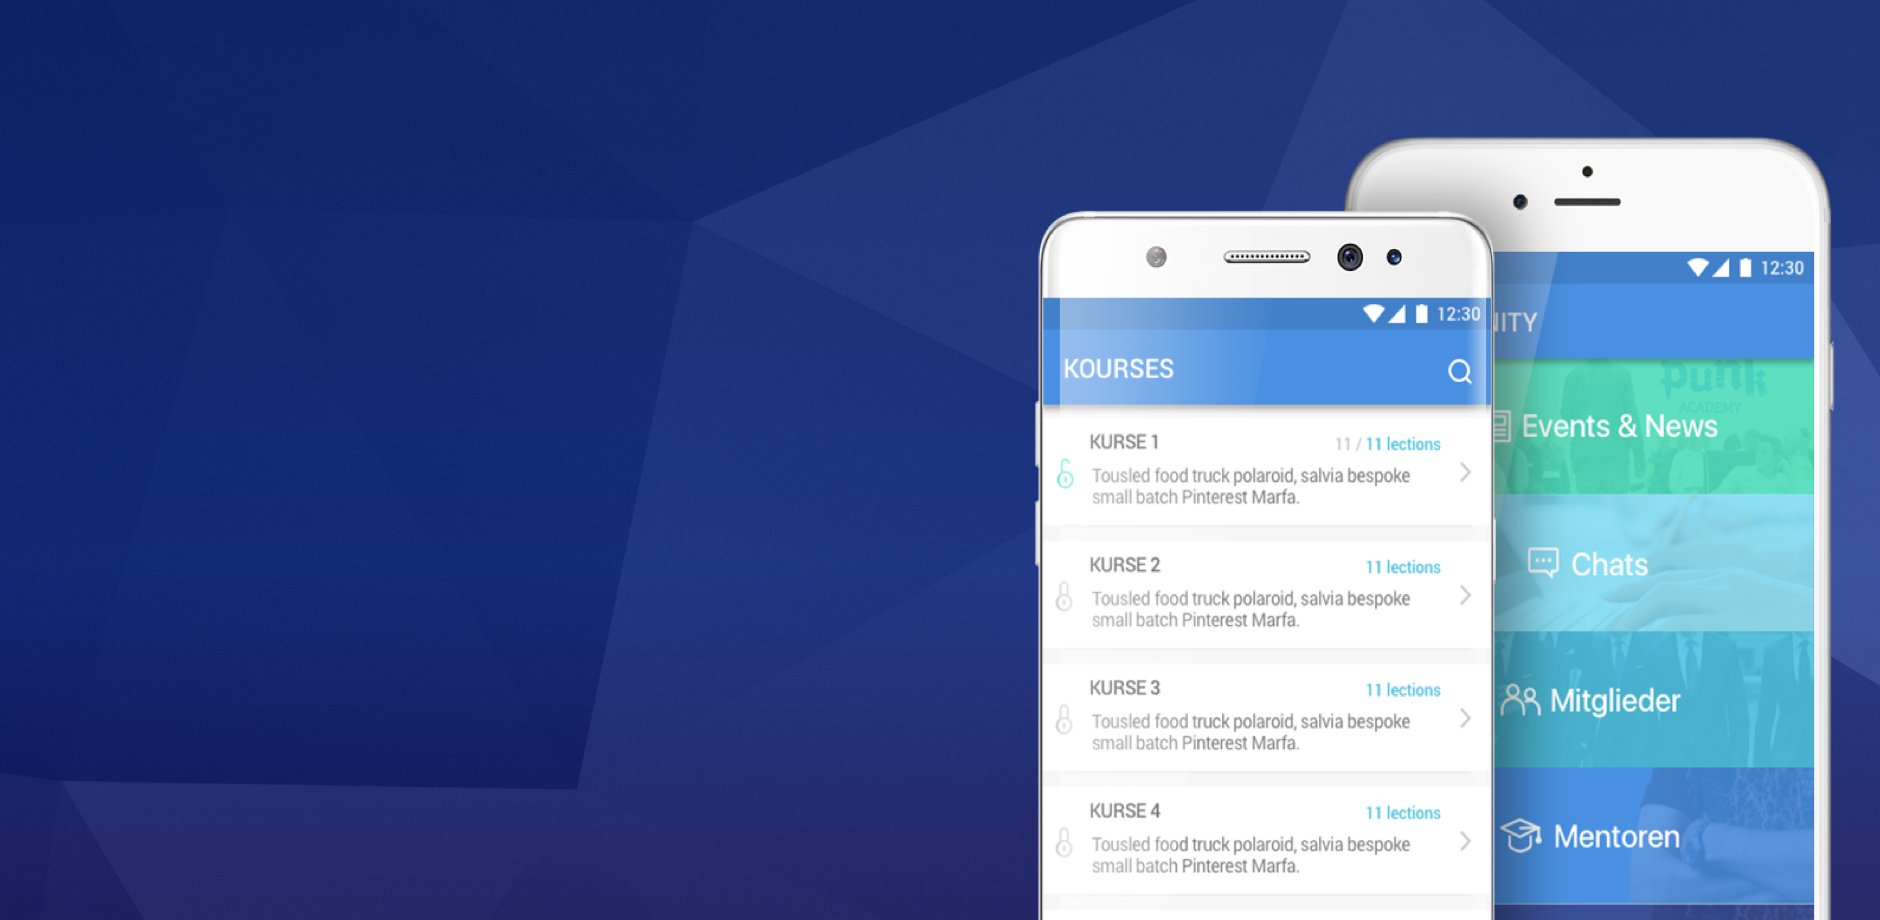 12:30
KOURSES
KURSE 1
11 / 11 lections
Tousled food truck polaroid, salvia bespoke
small batch Pinterest Marfa.
KURSE 2
11 lections
Tousled food truck polaroid, salvia bespoke
small batch Pinterest Marfa.
KURSE 3
11 lections
Tousled food truck polaroid, salvia bespoke
small batch Pinterest Marfa.
KURSE 4
11 lections
Tousled food truck polaroid, salvia bespoke
small batch Pinterest Marfa.
12:30
NITY
punk
ACADEMY
Events & News
Chats
Mitglieder
Mentoren